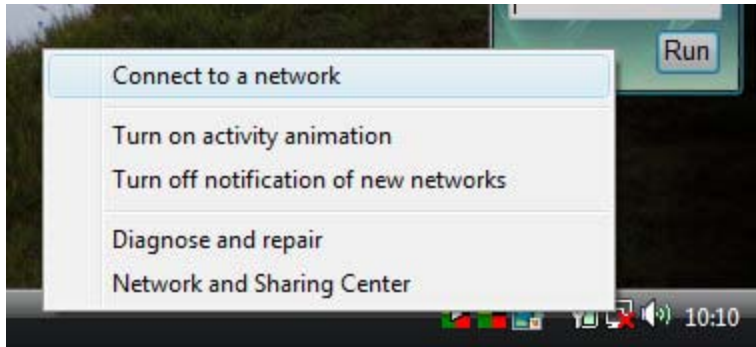 Run
Connect to a network
Turn on activity animation
Turn off notification of new networks
Diagnose and repair
Network and Sharing Center
10:10